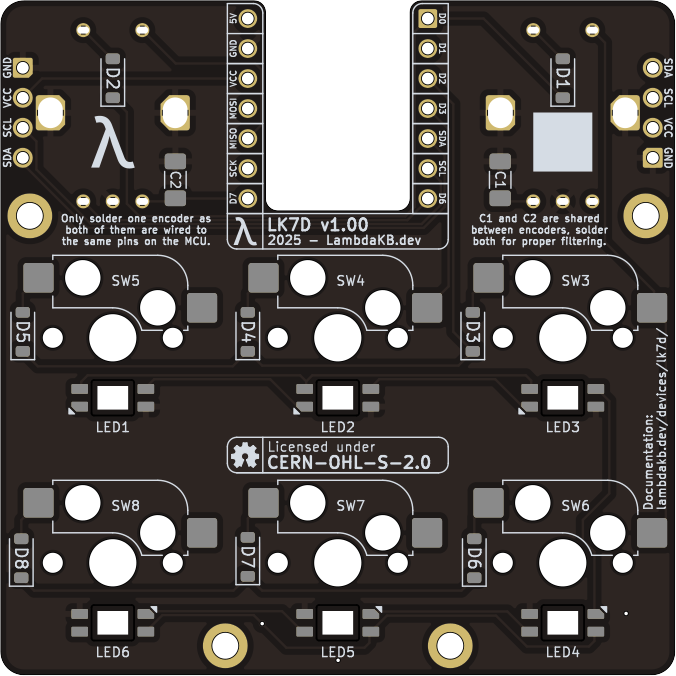 5V
GND
VCC
MOSI
MISO
SCK
D7
D0
D1
D2
D3
SDA
SCL
D6
GND
VCC
SCL
SDA
D2
λ
C2
D1
C1
SDA
SCL
VCC
GND
Only solder one encoder as
both of them are wired to
the same pins on the MCU.
λ
LK7D v1.00
2025 – LambdaKB.dev
C1 and C2 are shared
between encoders, solder
both for proper filtering.
SW5
SW4
SW3
D5
D4
D3
LED1
LED2
LED3
Documentation:
lambdakb.dev/devices/lk7d/
Licensed under
CERN-OHL-S-2.0
SW8
SW7
SW6
D8
D7
D6
LED6
LED5
LED4